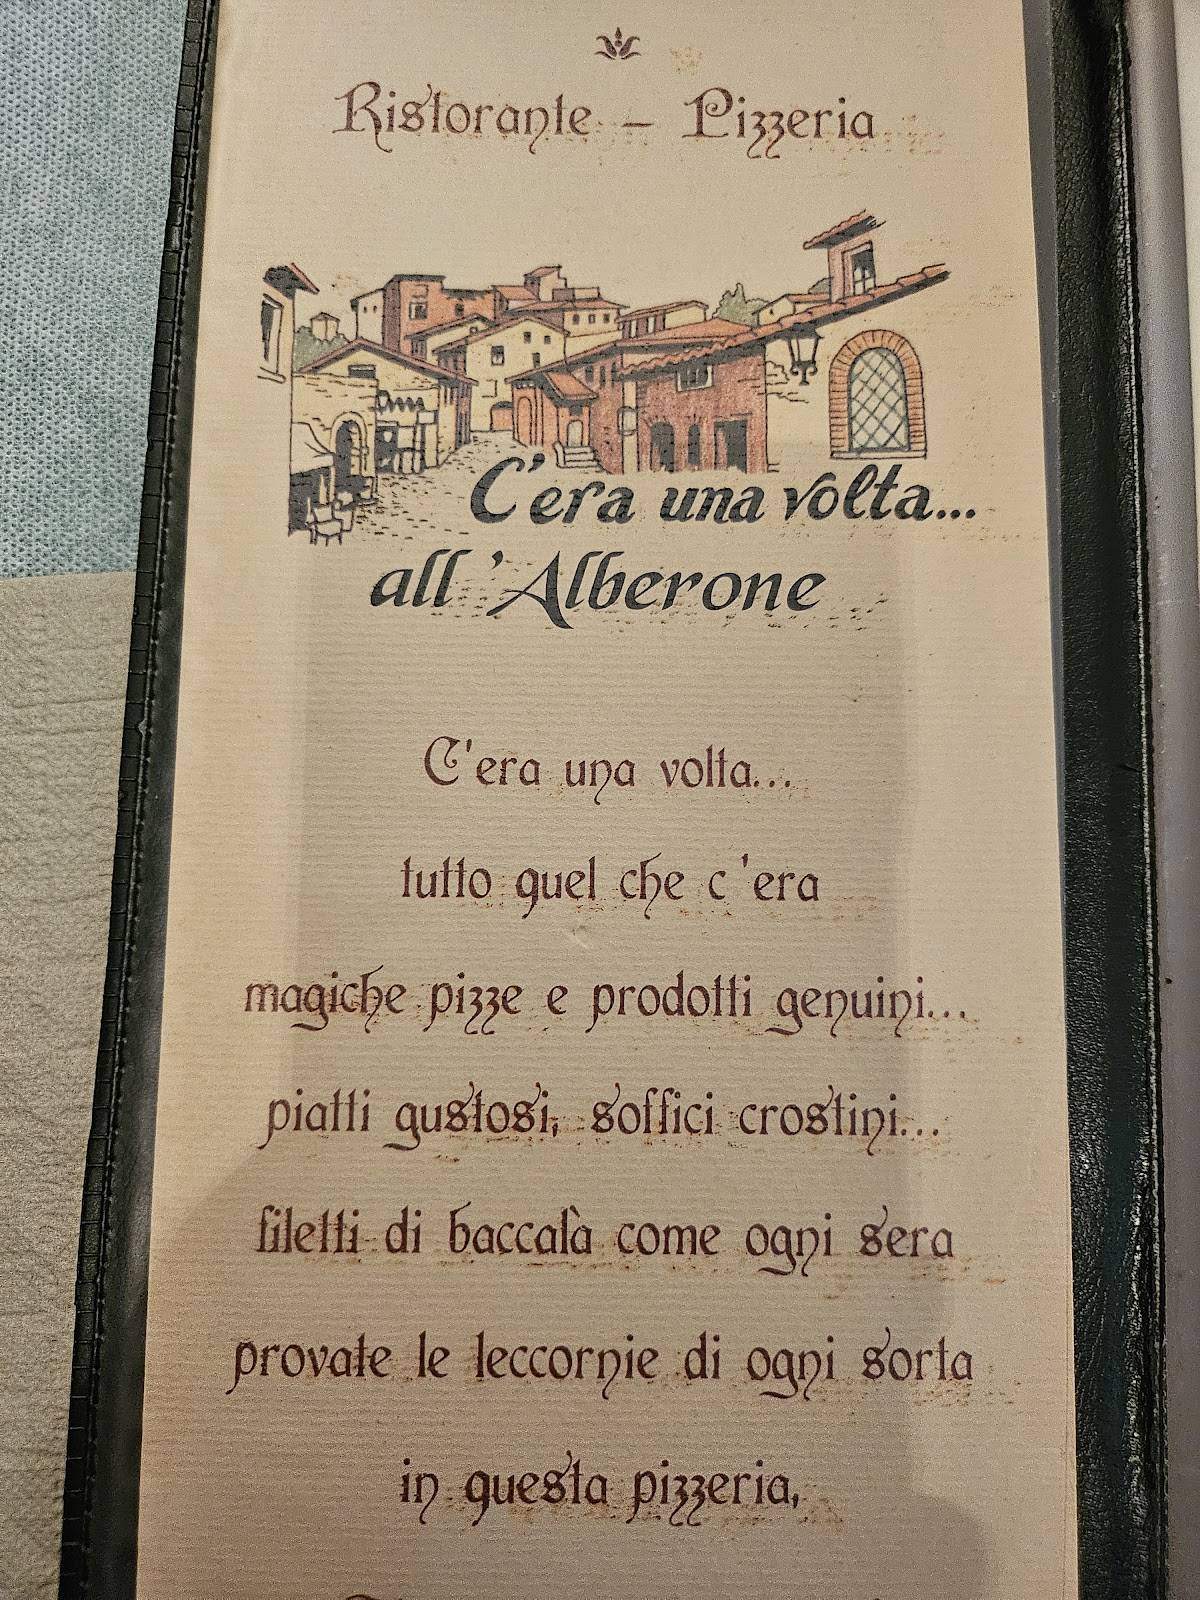 Ristorante - Pizzeria
C'era una volta...
all'Alberone
C'era una volta...
tutto quel che c'era
magiche pizze e prodotti genuini...
piatti gustosi, soffici crostini...
filetti di baccalà come ogni sera
provate le leccornie di ogni sorta
in questa pizzeria,